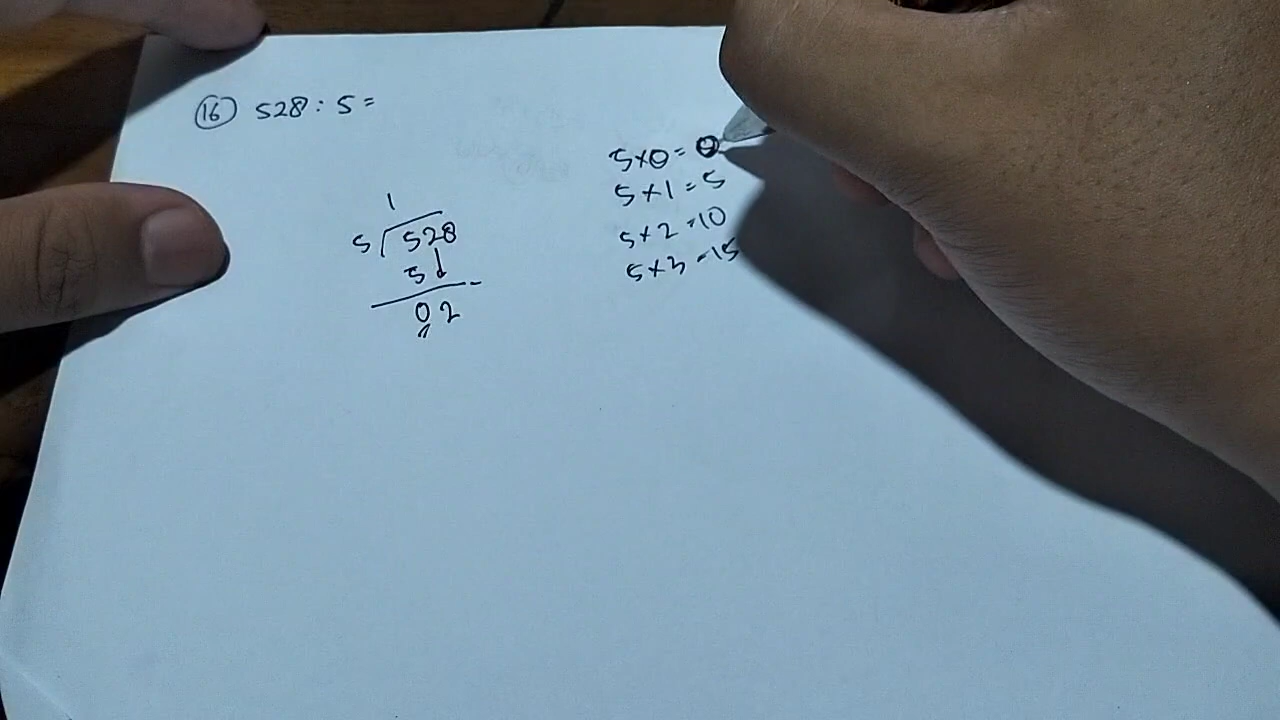 16 528 : 5 =
1
5 528
5
02
5 x 0 = 0
5 x 1 = 5
5 x 2 = 10
5 x 3 = 15